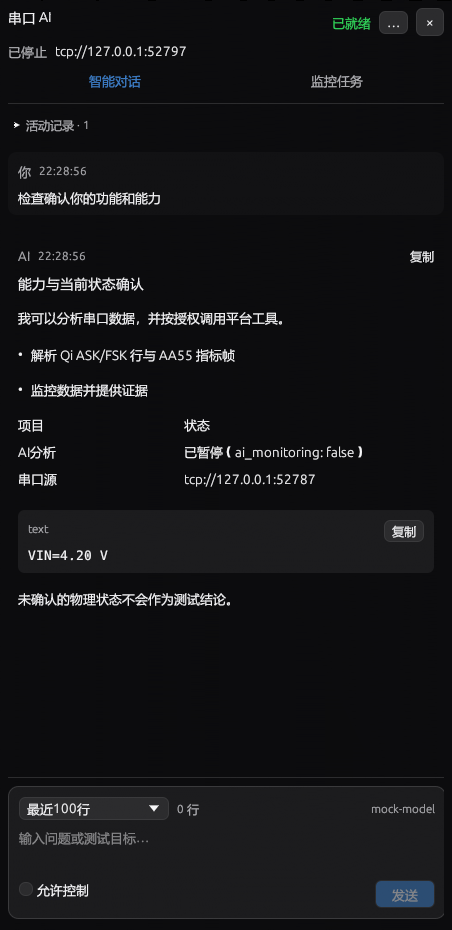 串口 AI
已就绪 … ×
已停止 tcp://127.0.0.1:52797
智能对话 监控任务
▸ 活动记录 · 1
你 22:28:56
检查确认你的功能和能力
AI 22:28:56 复制
能力与当前状态确认
我可以分析串口数据，并按授权调用平台工具。
• 解析 Qi ASK/FSK 行与 AA55 指标帧
• 监控数据并提供证据
项目 状态
AI分析 已暂停 ( ai_monitoring: false )
串口源 tcp://127.0.0.1:52787
text 复制
VIN=4.20 V
未确认的物理状态不会作为测试结论。
最近100行 0 行 mock-model
输入问题或测试目标…
允许控制 发送